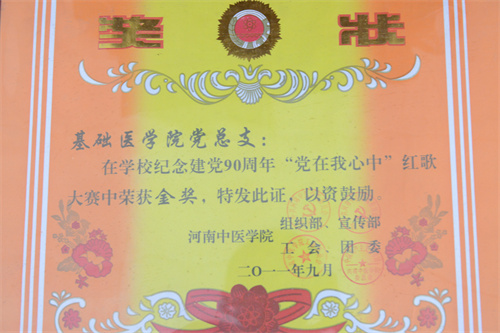 奖 状
基础医学院党总支：
在学校纪念建党90周年“党在我心中”红歌
大赛中荣获金奖，特发此证，以资鼓励。
河南中医学院 组织部、宣传部
工会、团委
二〇一一年九月